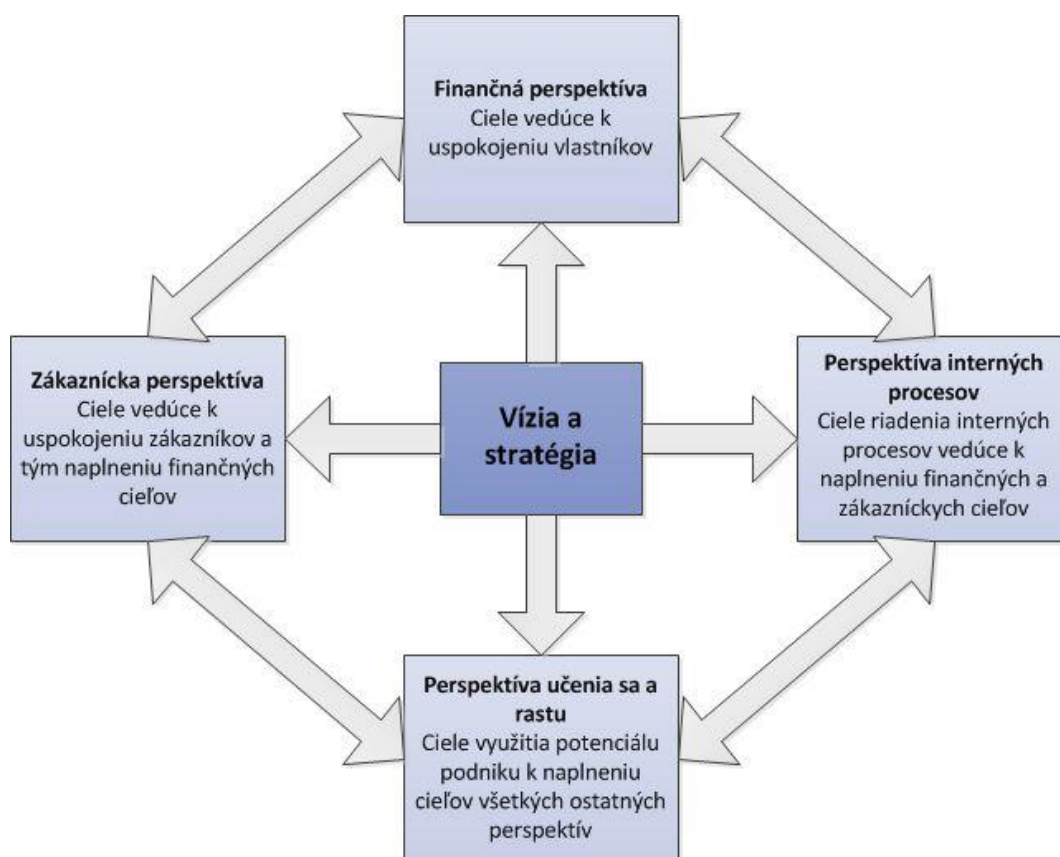 Finančná perspektíva
Ciele vedúce k
uspokojeniu vlastníkov
Zákaznícka perspektíva
Ciele vedúce k
uspokojeniu zákazníkov a
tým naplneniu finančných
cieľov
Vízia a
stratégia
Perspektíva interných
procesov
Ciele riadenia interných
procesov vedúce k
naplneniu finančných a
zákazníckych cieľov
Perspektíva učenia sa a
rastu
Ciele využitia potenciálu
podniku k naplneniu
cieľov všetkých ostatných
perspektív